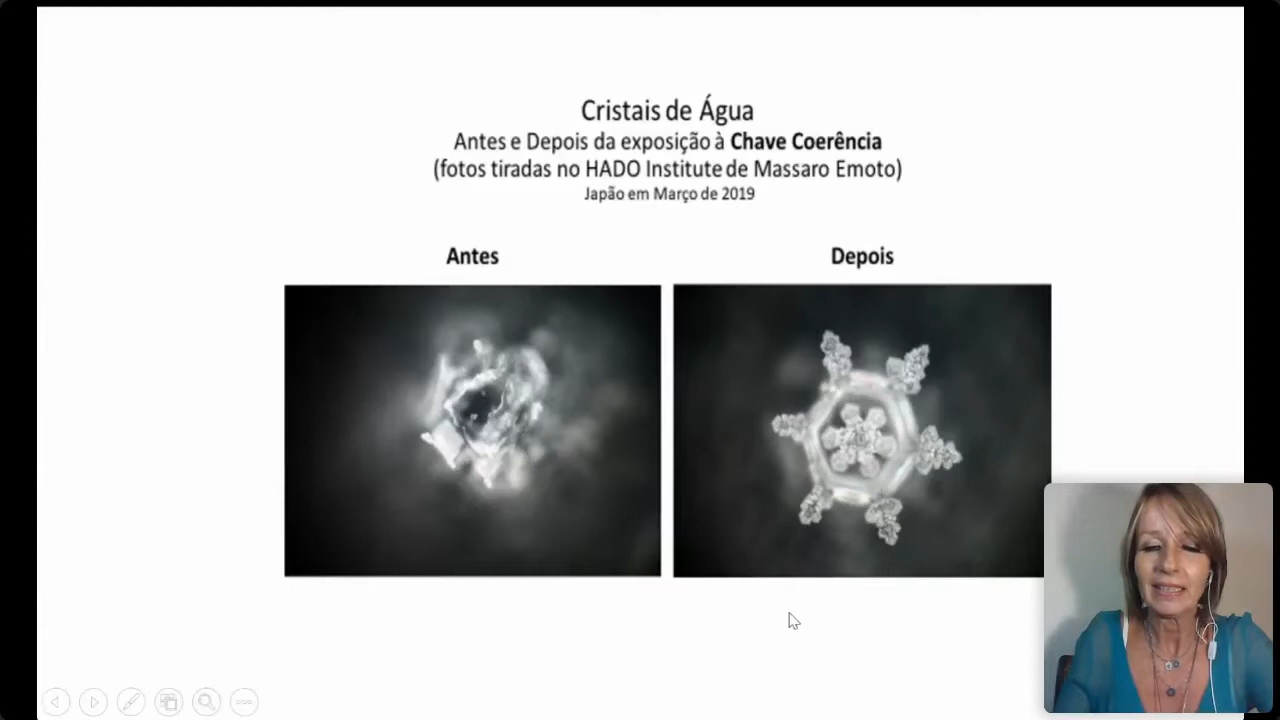 Cristais de Água
Antes e Depois da exposição à Chave Coerência
(fotos tiradas no HADO Institute de Massaro Emoto)
Japão em Março de 2019
Antes
Depois